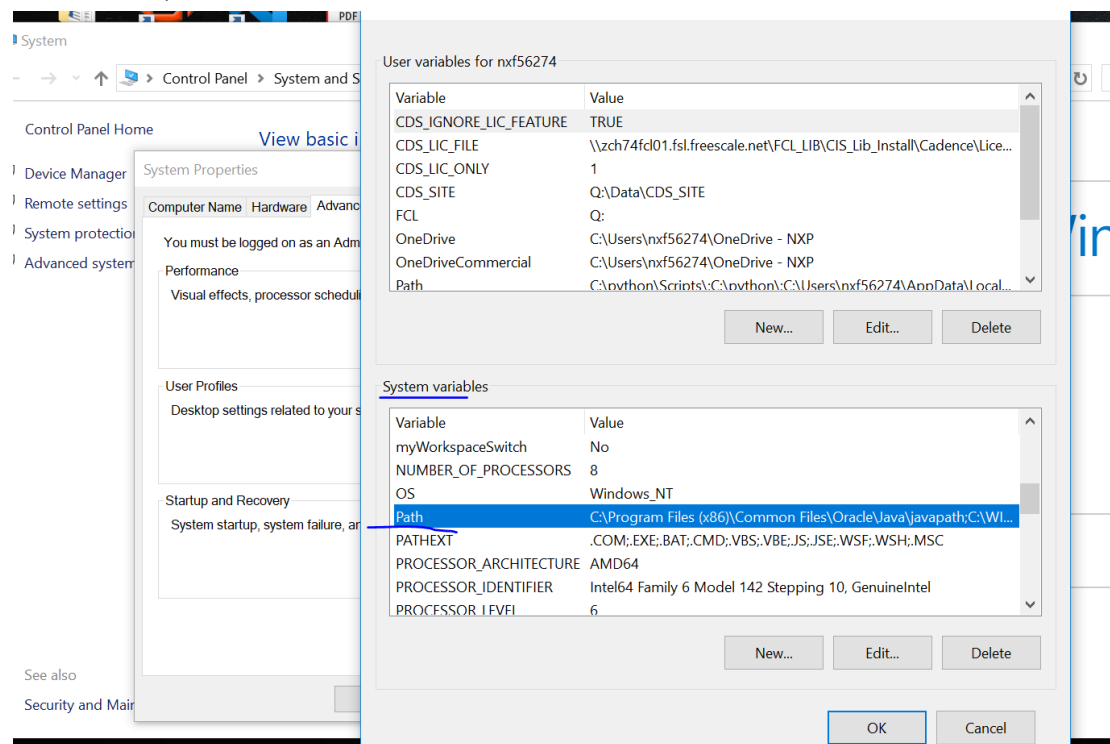 PDF
System
Control Panel > System and S
Control Panel Home
View basic i
Device Manager
Remote settings
System protection
Advanced system
See also
Security and Main
System Properties
Computer Name Hardware Advanc
You must be logged on as an Adm
Performance
Visual effects, processor scheduli
User Profiles
Desktop settings related to your s
Startup and Recovery
System startup, system failure, an
User variables for nxf56274
Variable Value
CDS_IGNORE_LIC_FEATURE TRUE
CDS_LIC_FILE \\zch74fcl01.fsl.freescale.net\FCL_LIB\CIS_Lib_Install\Cadence\Lice...
CDS_LIC_ONLY 1
CDS_SITE Q:\Data\CDS_SITE
FCL Q:
OneDrive C:\Users\nxf56274\OneDrive - NXP
OneDriveCommercial C:\Users\nxf56274\OneDrive - NXP
Path C:\python\Scripts\;C:\python\;C:\Users\nxf56274\AppData\Local...
New... Edit... Delete
System variables
Variable Value
myWorkspaceSwitch No
NUMBER_OF_PROCESSORS 8
OS Windows_NT
Path C:\Program Files (x86)\Common Files\Oracle\Java\javapath;C:\WI...
PATHEXT .COM;.EXE;.BAT;.CMD;.VBS;.VBE;.JS;.JSE;.WSF;.WSH;.MSC
PROCESSOR_ARCHITECTURE AMD64
PROCESSOR_IDENTIFIER Intel64 Family 6 Model 142 Stepping 10, GenuineIntel
PROCESSOR_LEVEL 6
New... Edit... Delete
OK Cancel